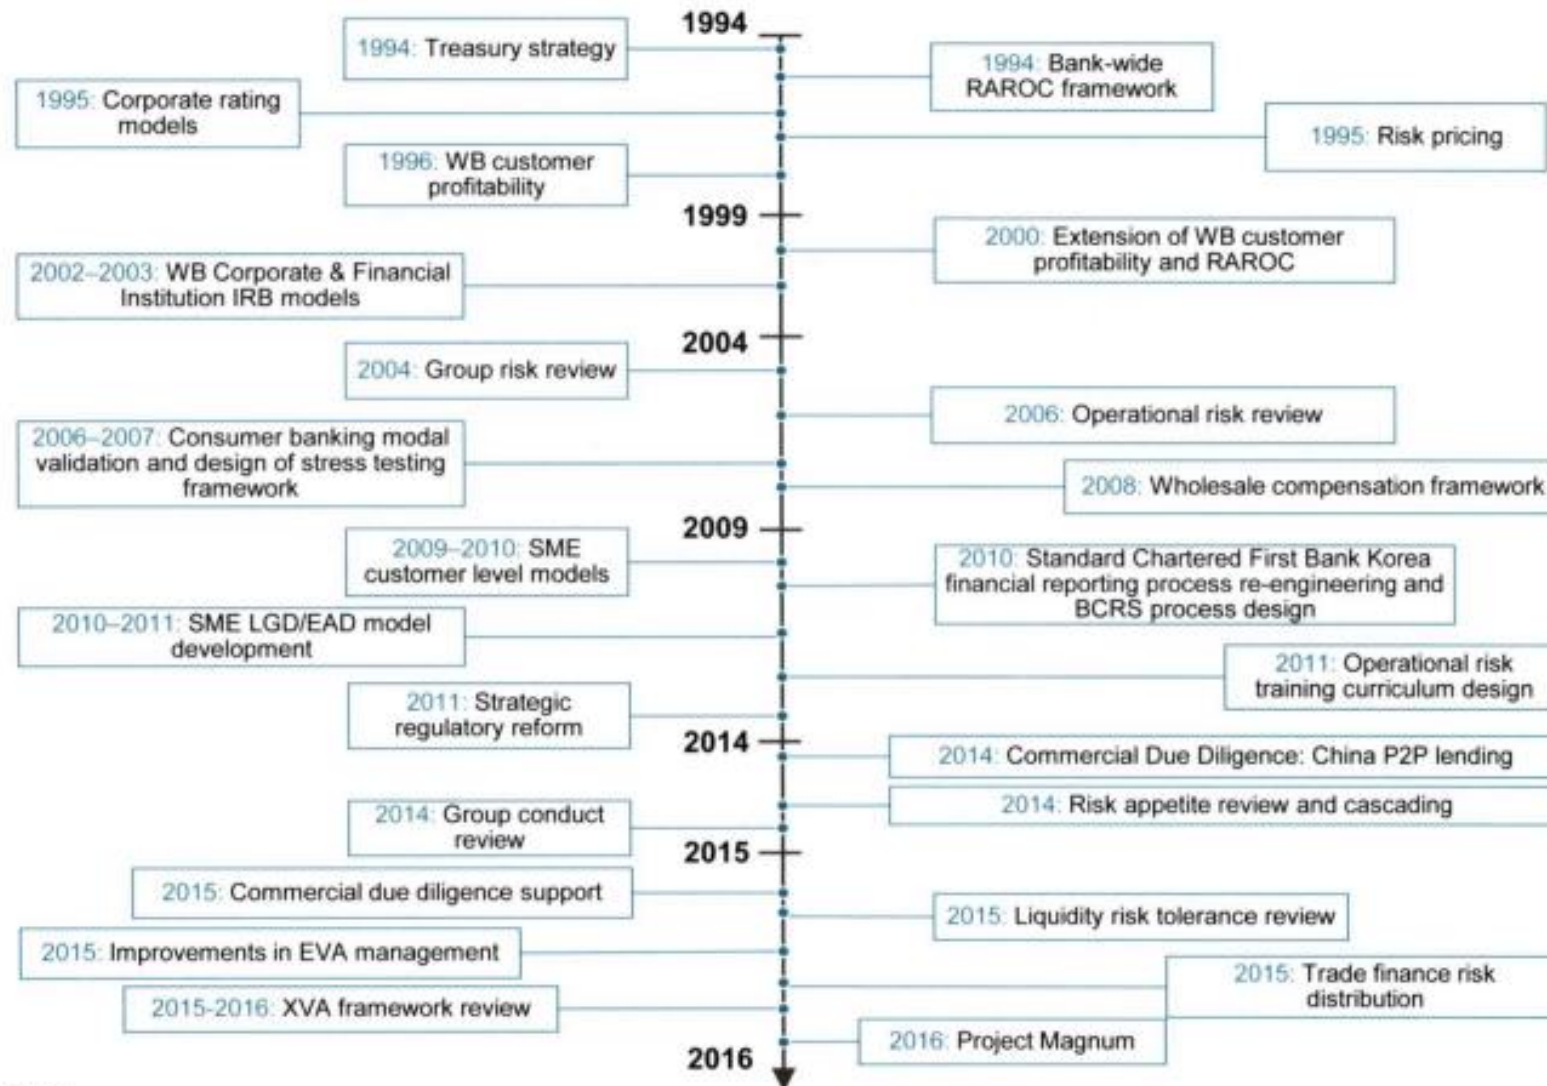 1994
1994: Treasury strategy
1994: Bank-wide
RAROC framework
1995: Corporate rating
models
1995: Risk pricing
1996: WB customer
profitability
1999
2000: Extension of WB customer
profitability and RAROC
2002–2003: WB Corporate & Financial
Institution IRB models
2004
2004: Group risk review
2006: Operational risk review
2006–2007: Consumer banking modal
validation and design of stress testing
framework
2008: Wholesale compensation framework
2009
2009–2010: SME
customer level models
2010: Standard Chartered First Bank Korea
financial reporting process re-engineering and
BCRS process design
2010–2011: SME LGD/EAD model
development
2011: Operational risk
training curriculum design
2011: Strategic
regulatory reform
2014
2014: Commercial Due Diligence: China P2P lending
2014: Risk appetite review and cascading
2014: Group conduct
review
2015
2015: Commercial due diligence support
2015: Liquidity risk tolerance review
2015: Improvements in EVA management
2015: Trade finance risk
distribution
2015-2016: XVA framework review
2016: Project Magnum
2016